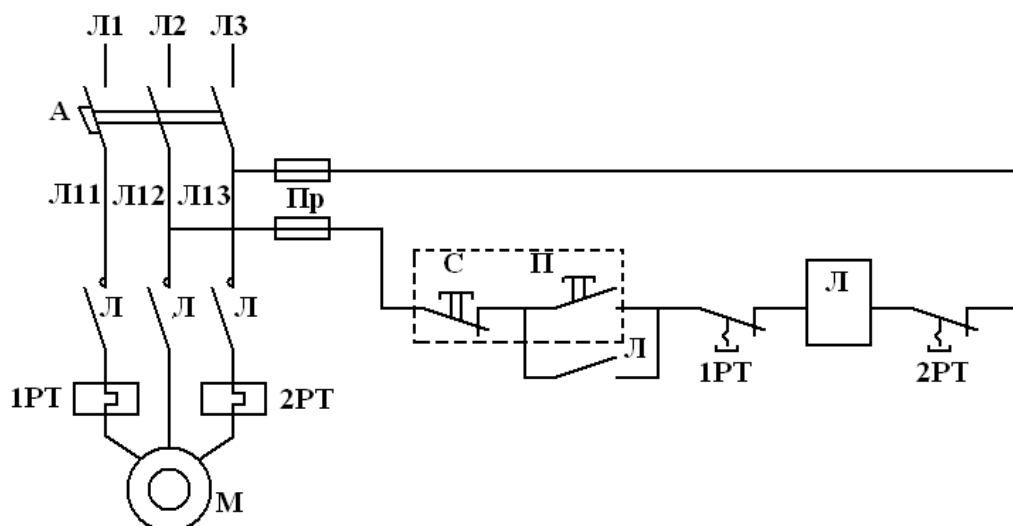 Л1 Л2 Л3
А
Л11 Л12 Л13 Пр
С П
Л Л Л Л
Л 1РТ 2РТ
1РТ 2РТ
М